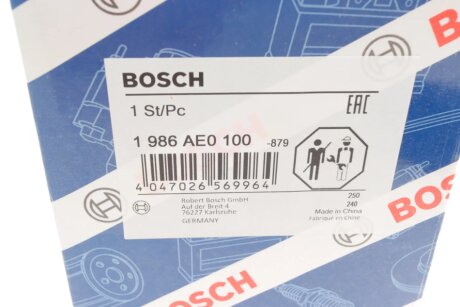 BOSCH
1 St/Pc
EAC
1 986 AE0 100 -879
4 047026 569964
Robert Bosch GmbH
Auf der Breit 4
76227 Karlsruhe
GERMANY
250
240
Made in China
Fabriqué en Chine
BOSCH
BOSCH
BOSCH